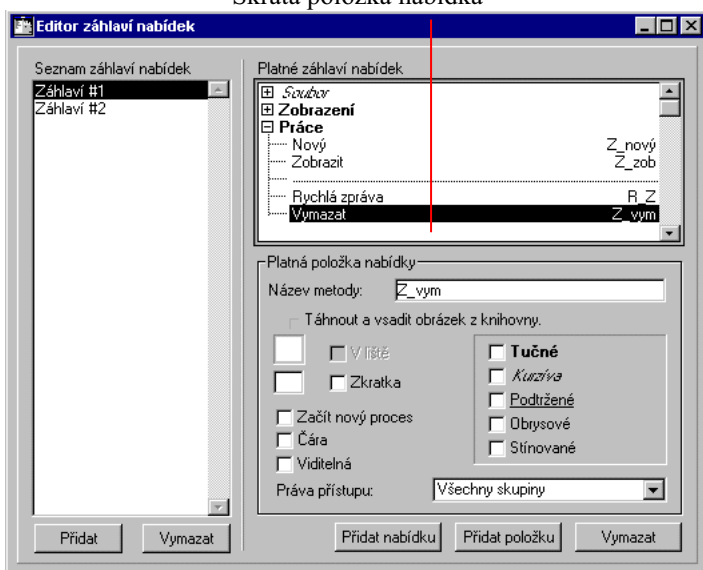 Skrytá položka nabídka
Editor záhlaví nabídek
Seznam záhlaví nabídek
Záhlaví #1
Záhlaví #2
Přidat
Vymazat
Platné záhlaví nabídek
Soubor
Zobrazení
Práce
Nový Z_nový
Zobrazit Z_zob
Rychlá zpráva R_Z
Vymazat Z_vym
Platná položka nabídky
Název metody: Z_vym
Táhnout a vsadit obrázek z knihovny.
V liště
Zkratka
Začít nový proces
Čára
Viditelná
Tučné
Kurzíva
Podtržené
Obrysové
Stínované
Práva přístupu: Všechny skupiny
Přidat nabídku
Přidat položku
Vymazat